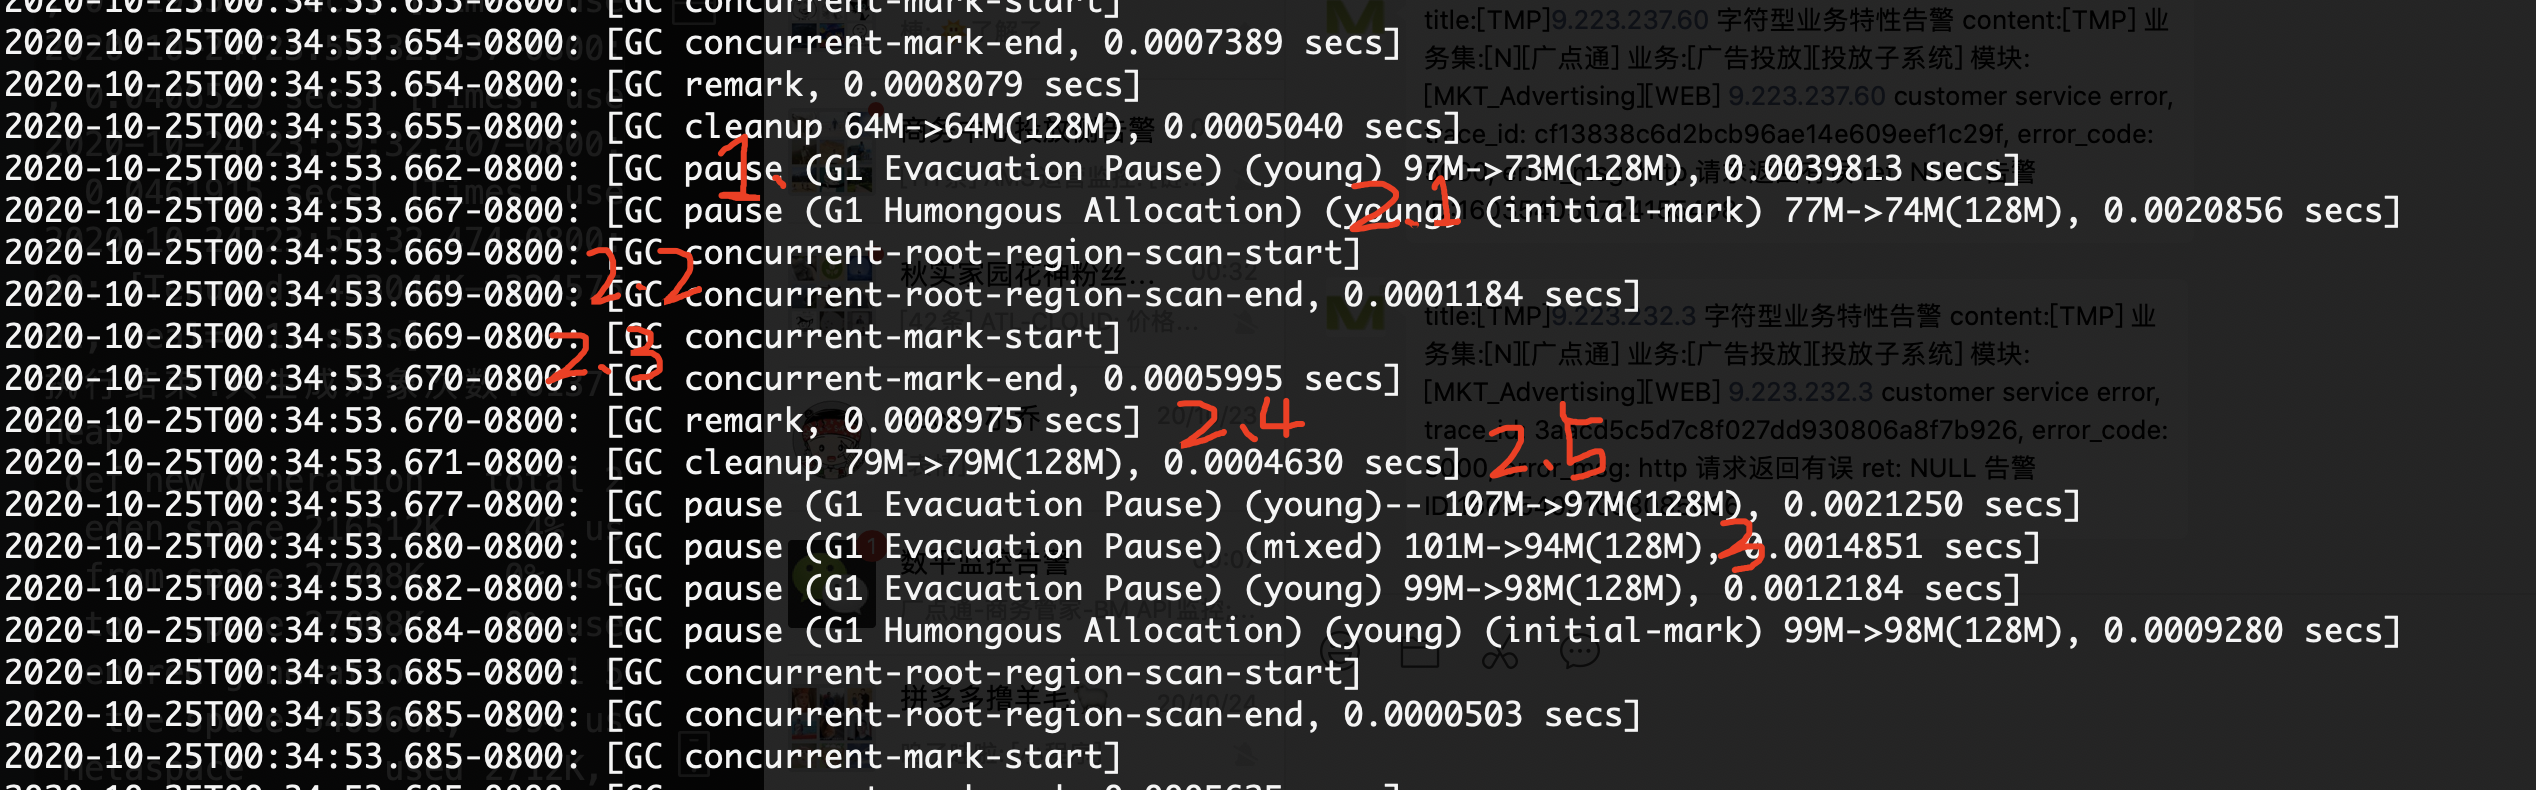 2020-10-25T00:34:53.653-0800: [GC concurrent-mark-start]
2020-10-25T00:34:53.654-0800: [GC concurrent-mark-end, 0.0007389 secs]
2020-10-25T00:34:53.654-0800: [GC remark, 0.0008079 secs]
2020-10-25T00:34:53.655-0800: [GC cleanup 64M->64M(128M), 0.0005040 secs]
1.
2020-10-25T00:34:53.662-0800: [GC pause (G1 Evacuation Pause) (young) 97M->73M(128M), 0.0039813 secs]
2.1
2020-10-25T00:34:53.667-0800: [GC pause (G1 Humongous Allocation) (young) (initial-mark) 77M->74M(128M), 0.0020856 secs]
2020-10-25T00:34:53.669-0800: [GC concurrent-root-region-scan-start]
2.2
2020-10-25T00:34:53.669-0800: [GC concurrent-root-region-scan-end, 0.0001184 secs]
2020-10-25T00:34:53.669-0800: [GC concurrent-mark-start]
2.3
2020-10-25T00:34:53.670-0800: [GC concurrent-mark-end, 0.0005995 secs]
2020-10-25T00:34:53.670-0800: [GC remark, 0.0008975 secs]
2.4
2020-10-25T00:34:53.671-0800: [GC cleanup 79M->79M(128M), 0.0004630 secs]
2.5
2020-10-25T00:34:53.677-0800: [GC pause (G1 Evacuation Pause) (young)-- 107M->97M(128M), 0.0021250 secs]
2020-10-25T00:34:53.680-0800: [GC pause (G1 Evacuation Pause) (mixed) 101M->94M(128M), 0.0014851 secs]
3
2020-10-25T00:34:53.682-0800: [GC pause (G1 Evacuation Pause) (young) 99M->98M(128M), 0.0012184 secs]
2020-10-25T00:34:53.684-0800: [GC pause (G1 Humongous Allocation) (young) (initial-mark) 99M->98M(128M), 0.0009280 secs]
2020-10-25T00:34:53.685-0800: [GC concurrent-root-region-scan-start]
2020-10-25T00:34:53.685-0800: [GC concurrent-root-region-scan-end, 0.0000503 secs]
2020-10-25T00:34:53.685-0800: [GC concurrent-mark-start]
title:[TMP]9.223.237.60 字符型业务特性告警 content:[TMP] 业
务集:[N][广点通] 业务:[广告投放][投放子系统] 模块:
[MKT_Advertising][WEB] 9.223.237.60 customer service error,
trace_id: cf13838c6d2bcb96ae14e609eef1c29f, error_code:
请求返回有误 ret: NULL 告警
title:[TMP]9.223.232.3 字符型业务特性告警 content:[TMP] 业
务集:[N][广点通] 业务:[广告投放][投放子系统] 模块:
[MKT_Advertising][WEB] 9.223.232.3 customer service error,
trace_id: 3aacd5c5d7c8f027dd930806a8f7b926, error_code:
error_msg: http 请求返回有误 ret: NULL 告警